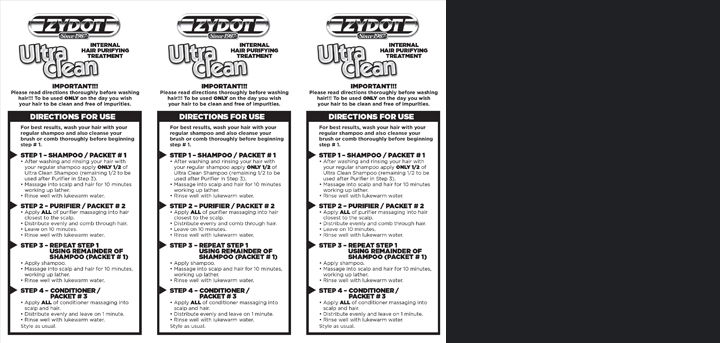 ZYDOT
Since 1986
Ultra
Clean
INTERNAL
HAIR PURIFYING
TREATMENT
IMPORTANT!!!
Please read directions thoroughly before washing
hair!!! To be used ONLY on the day you wish
your hair to be clean and free of impurities.
DIRECTIONS FOR USE
For best results, wash your hair with your
regular shampoo and also cleanse your
brush or comb thoroughly before beginning
step # 1.
STEP 1 – SHAMPOO / PACKET # 1
• After washing and rinsing your hair with
your regular shampoo apply ONLY 1/2 of
Ultra Clean Shampoo (remaining 1/2 to be
used after Purifier in Step 3).
• Massage into scalp and hair for 10 minutes
working up lather.
• Rinse well with lukewarm water.
STEP 2 – PURIFIER / PACKET # 2
• Apply ALL of purifier massaging into hair
closest to the scalp.
• Distribute evenly and comb through hair.
• Leave on 10 minutes.
• Rinse well with lukewarm water.
STEP 3 – REPEAT STEP 1
USING REMAINDER OF
SHAMPOO (PACKET # 1)
• Apply shampoo.
• Massage into scalp and hair for 10 minutes,
working up lather.
• Rinse well with lukewarm water.
STEP 4 – CONDITIONER /
PACKET # 3
• Apply ALL of conditioner massaging into
scalp and hair.
• Distribute evenly and leave on 1 minute.
• Rinse well with lukewarm water.
Style as usual.
ZYDOT
Since 1986
Ultra
Clean
INTERNAL
HAIR PURIFYING
TREATMENT
IMPORTANT!!!
Please read directions thoroughly before washing
hair!!! To be used ONLY on the day you wish
your hair to be clean and free of impurities.
DIRECTIONS FOR USE
For best results, wash your hair with your
regular shampoo and also cleanse your
brush or comb thoroughly before beginning
step # 1.
STEP 1 – SHAMPOO / PACKET # 1
• After washing and rinsing your hair with
your regular shampoo apply ONLY 1/2 of
Ultra Clean Shampoo (remaining 1/2 to be
used after Purifier in Step 3).
• Massage into scalp and hair for 10 minutes
working up lather.
• Rinse well with lukewarm water.
STEP 2 – PURIFIER / PACKET # 2
• Apply ALL of purifier massaging into hair
closest to the scalp.
• Distribute evenly and comb through hair.
• Leave on 10 minutes.
• Rinse well with lukewarm water.
STEP 3 – REPEAT STEP 1
USING REMAINDER OF
SHAMPOO (PACKET # 1)
• Apply shampoo.
• Massage into scalp and hair for 10 minutes,
working up lather.
• Rinse well with lukewarm water.
STEP 4 – CONDITIONER /
PACKET # 3
• Apply ALL of conditioner massaging into
scalp and hair.
• Distribute evenly and leave on 1 minute.
• Rinse well with lukewarm water.
Style as usual.
ZYDOT
Since 1986
Ultra
Clean
INTERNAL
HAIR PURIFYING
TREATMENT
IMPORTANT!!!
Please read directions thoroughly before washing
hair!!! To be used ONLY on the day you wish
your hair to be clean and free of impurities.
DIRECTIONS FOR USE
For best results, wash your hair with your
regular shampoo and also cleanse your
brush or comb thoroughly before beginning
step # 1.
STEP 1 – SHAMPOO / PACKET # 1
• After washing and rinsing your hair with
your regular shampoo apply ONLY 1/2 of
Ultra Clean Shampoo (remaining 1/2 to be
used after Purifier in Step 3).
• Massage into scalp and hair for 10 minutes
working up lather.
• Rinse well with lukewarm water.
STEP 2 – PURIFIER / PACKET # 2
• Apply ALL of purifier massaging into hair
closest to the scalp.
• Distribute evenly and comb through hair.
• Leave on 10 minutes.
• Rinse well with lukewarm water.
STEP 3 – REPEAT STEP 1
USING REMAINDER OF
SHAMPOO (PACKET # 1)
• Apply shampoo.
• Massage into scalp and hair for 10 minutes,
working up lather.
• Rinse well with lukewarm water.
STEP 4 – CONDITIONER /
PACKET # 3
• Apply ALL of conditioner massaging into
scalp and hair.
• Distribute evenly and leave on 1 minute.
• Rinse well with lukewarm water.
Style as usual.